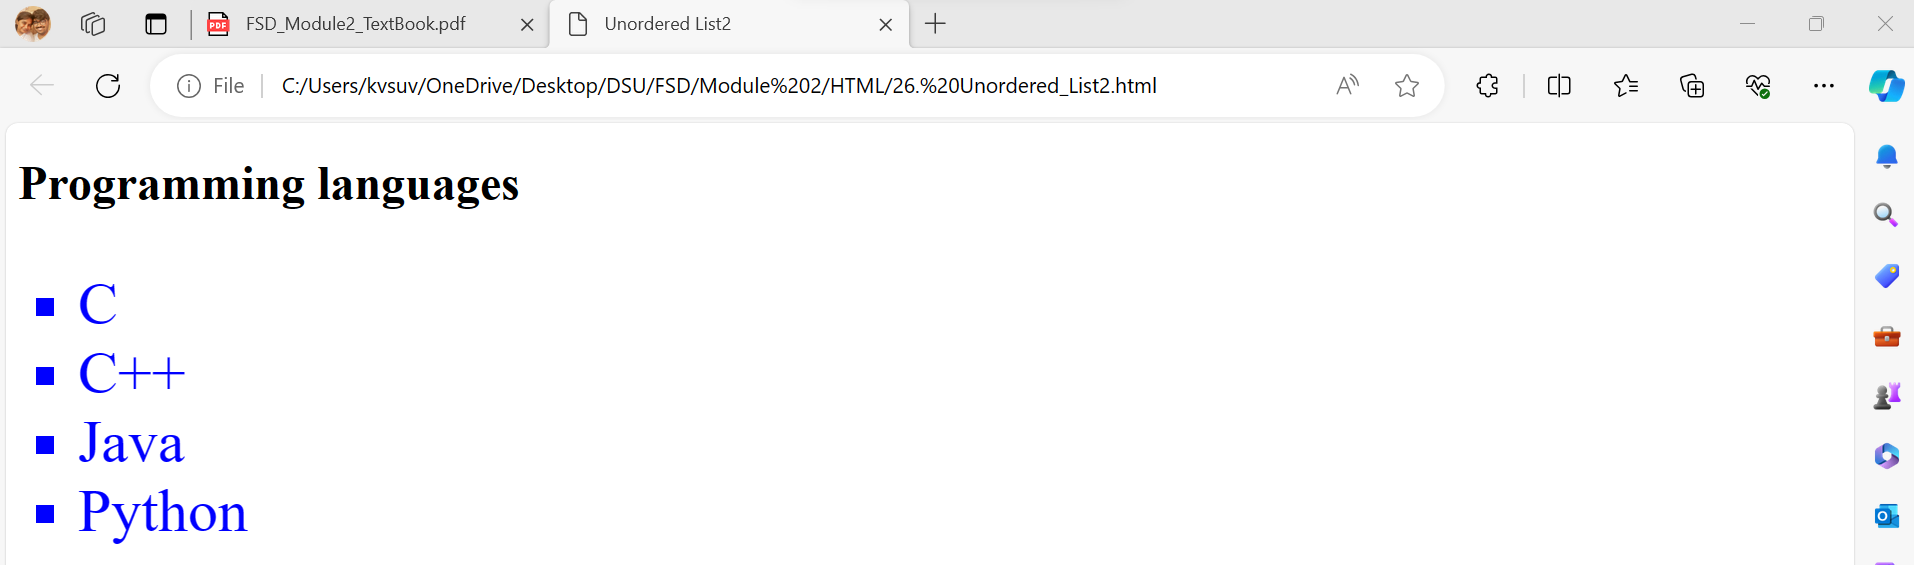 FSD_Module2_TextBook.pdf
Unordered List2
File
C:/Users/kvsuv/OneDrive/Desktop/DSU/FSD/Module%202/HTML/26.%20Unordered_List2.html
Programming languages
C
C++
Java
Python